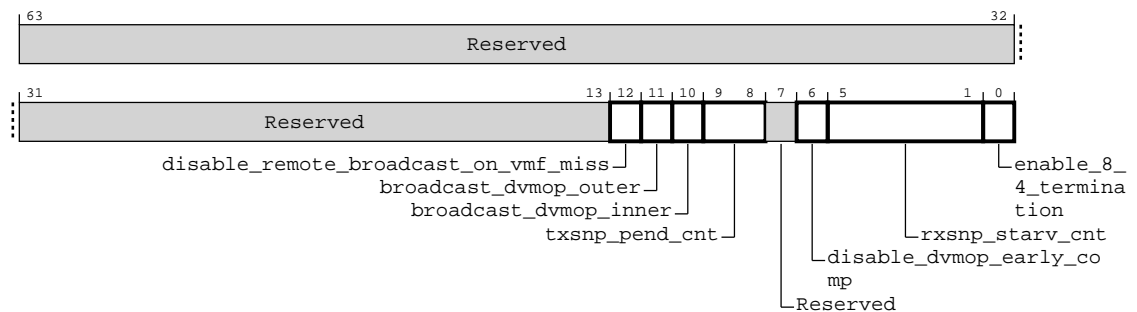 63 32
Reserved
31 13 12 11 10 9 8 7 6 5 1 0
Reserved
disable_remote_broadcast_on_vmf_miss
broadcast_dvmop_outer
broadcast_dvmop_inner
txsnp_pend_cnt
enable_8_
4_termina
tion
rxsnp_starv_cnt
disable_dvmop_early_co
mp
Reserved